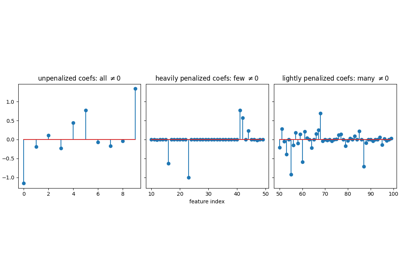 unpenalized coefs: all ≠0
heavily penalized coefs: few ≠0
lightly penalized coefs: many ≠0
1.0
0.5
0.0
−0.5
−1.0
0 2 4 6 8
10 20 30 40 50
50 60 70 80 90 100
feature index